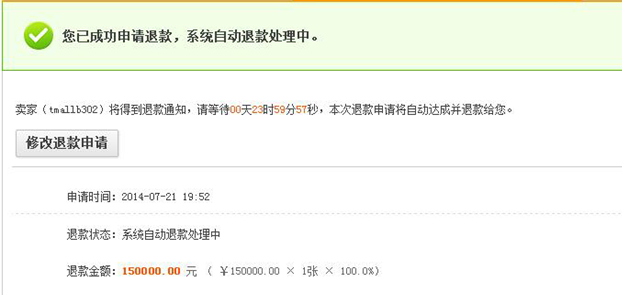 您已成功申请退款，系统自动退款处理中。
卖家（tmallb302）将得到退款通知，请等待00天23时59分57秒，本次退款申请将自动达成并退款给您。
修改退款申请
申请时间：2014-07-21 19:52
退款状态：系统自动退款处理中
退款金额：150000.00 元 （ ￥150000.00 × 1张 × 100.0%）